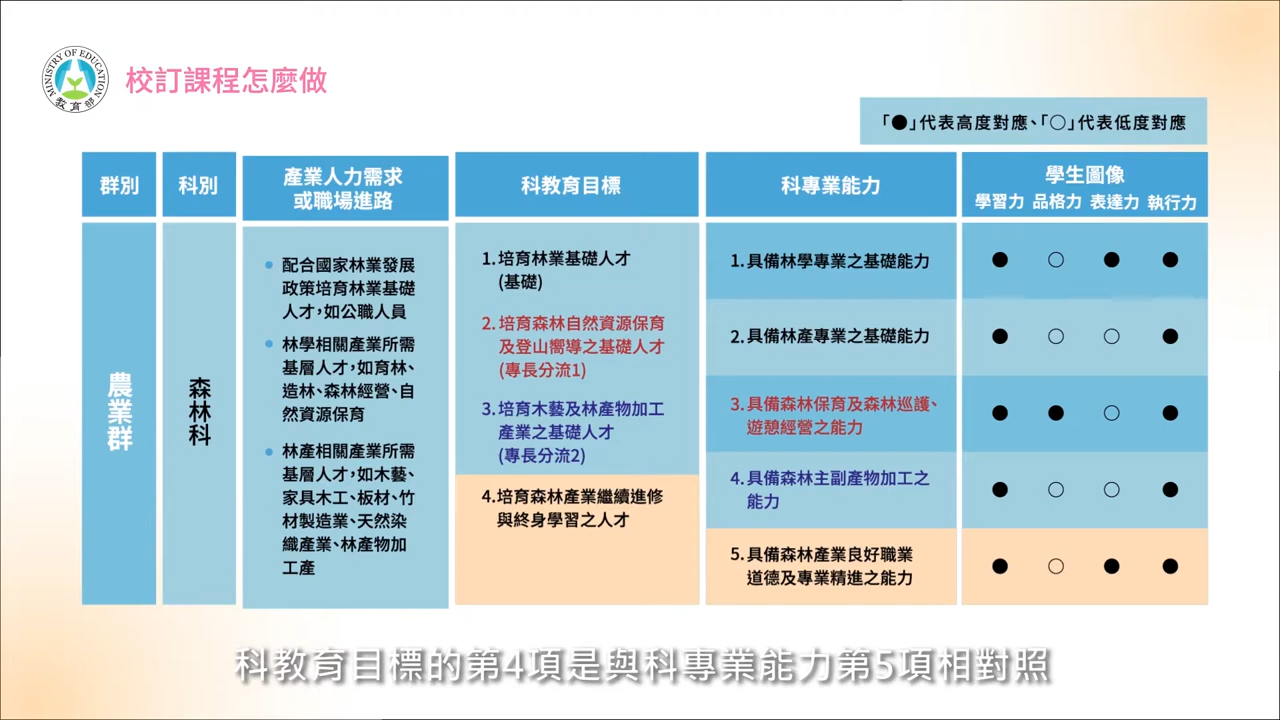 MINISTRY OF EDUCATION
教育部
校訂課程怎麼做
「●」代表高度對應、「○」代表低度對應
群別
科別
產業人力需求
或職場進路
科教育目標
科專業能力
學生圖像
學習力 品格力 表達力 執行力
農業群
森林科
• 配合國家林業發展
政策培育林業基礎
人才,如公職人員
• 林學相關產業所需
基層人才,如育林、
造林、森林經營、自
然資源保育
• 林產相關產業所需
基層人才,如木藝、
家具木工、板材、竹
材製造業、天然染
織產業、林產物加
工產
1.培育林業基礎人才
(基礎)
2.培育森林自然資源保育
及登山嚮導之基礎人才
(專長分流1)
3.培育木藝及林產物加工
產業之基礎人才
(專長分流2)
4.培育森林產業繼續進修
與終身學習之人才
1.具備林學專業之基礎能力
● ○ ● ●
2.具備林產專業之基礎能力
● ○ ○ ●
3.具備森林保育及森林巡護、
遊憩經營之能力
● ● ○ ●
4.具備森林主副產物加工之
能力
● ○ ○ ●
5.具備森林產業良好職業
道德及專業精進之能力
● ○ ● ●
科教育目標的第4項是與科專業能力第5項相對照